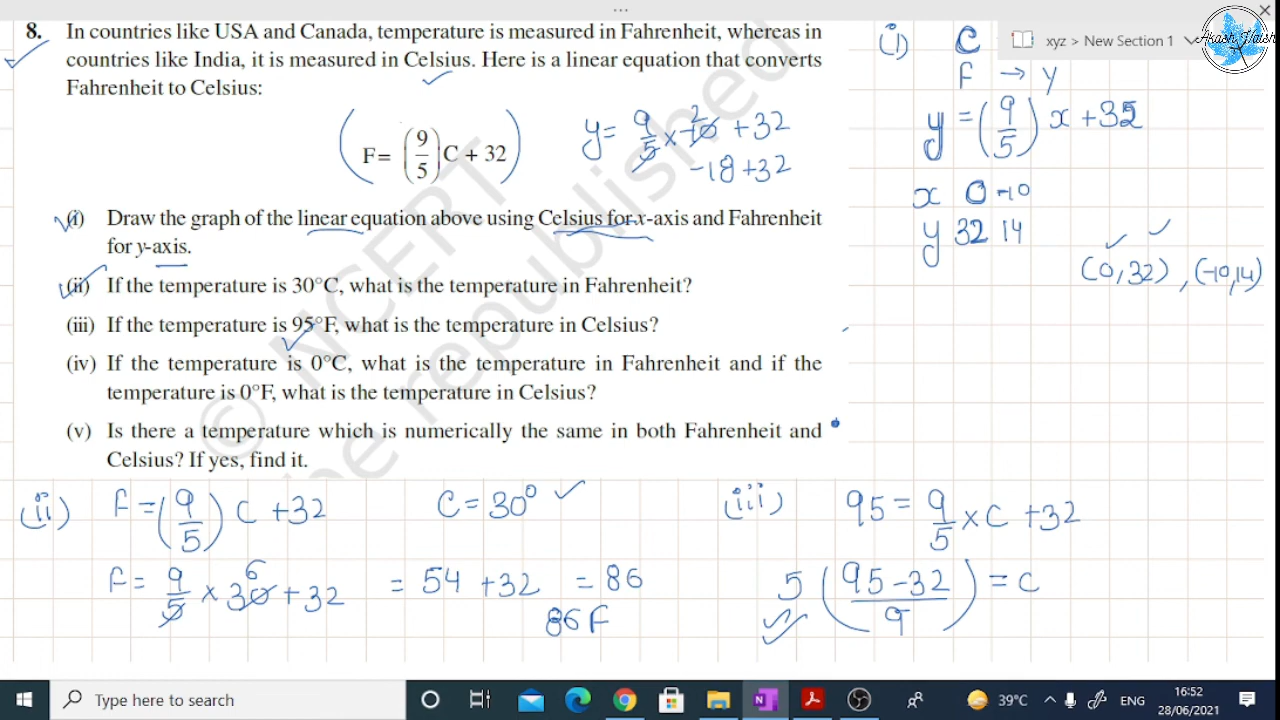 8. In countries like USA and Canada, temperature is measured in Fahrenheit, whereas in
countries like India, it is measured in Celsius. Here is a linear equation that converts
Fahrenheit to Celsius:
F = (9/5) C + 32
y = 9/5 × 10 2 + 32
-18 + 32
(i) Draw the graph of the linear equation above using Celsius for x-axis and Fahrenheit
for y-axis.
(ii) If the temperature is 30°C, what is the temperature in Fahrenheit?
(iii) If the temperature is 95°F, what is the temperature in Celsius?
(iv) If the temperature is 0°C, what is the temperature in Fahrenheit and if the
temperature is 0°F, what is the temperature in Celsius?
(v) Is there a temperature which is numerically the same in both Fahrenheit and
Celsius? If yes, find it.
© NCERT
be republished
xyz > New Section 1
(i) C
F → y
y = (9/5) x + 32
x 0 -10
y 32 14
(0, 32), (-10, 14)
(ii) F = (9/5) C + 32 C = 30°
F = 9/5 × 30 6 + 32 = 54 + 32 = 86
86 F
(iii) 95 = 9/5 × C + 32
5 (95 - 32 / 9) = C
Type here to search
39°C ENG 16:52
28/06/2021